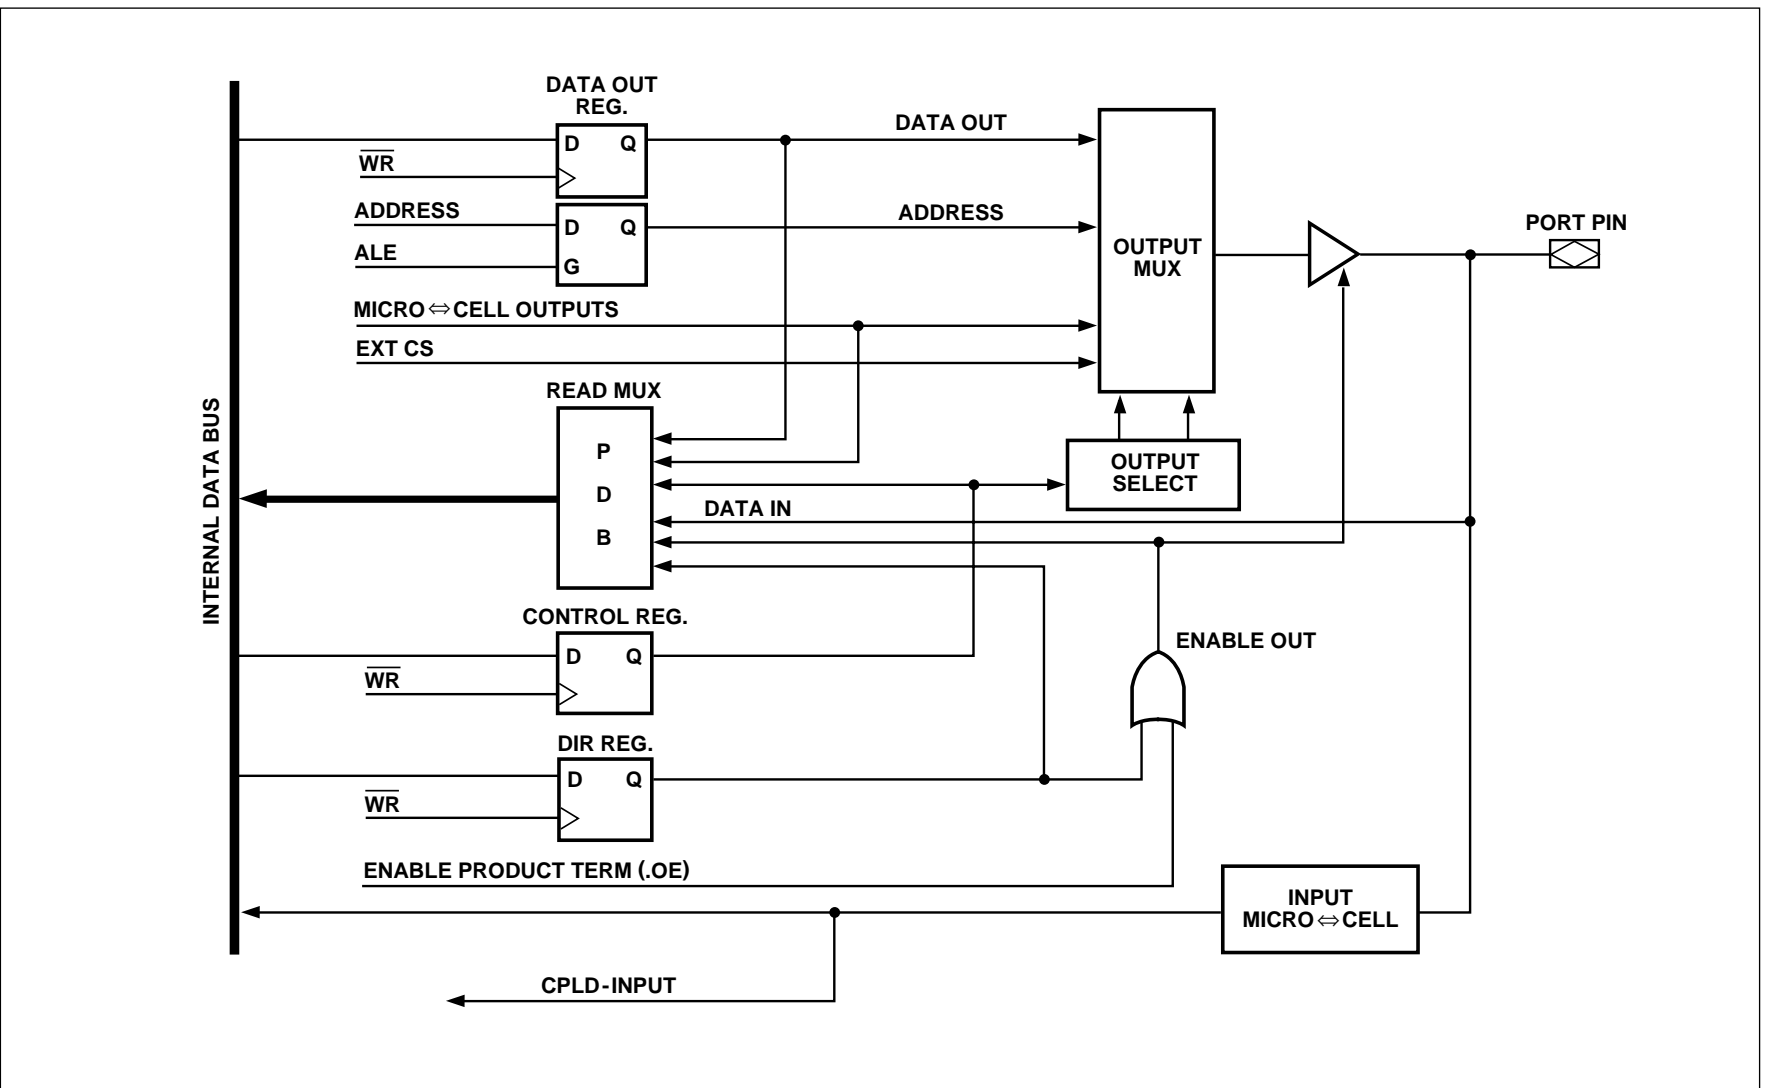 DATA OUT
REG.
D Q
WR
DATA OUT
ADDRESS
ALE
D Q
G
ADDRESS
OUTPUT
MUX
PORT PIN
MICRO⇔CELL OUTPUTS
EXT CS
READ MUX
P
D
B
OUTPUT
SELECT
DATA IN
INTERNAL DATA BUS
CONTROL REG.
D Q
WR
ENABLE OUT
DIR REG.
D Q
WR
ENABLE PRODUCT TERM (.OE)
INPUT
MICRO⇔CELL
CPLD-INPUT